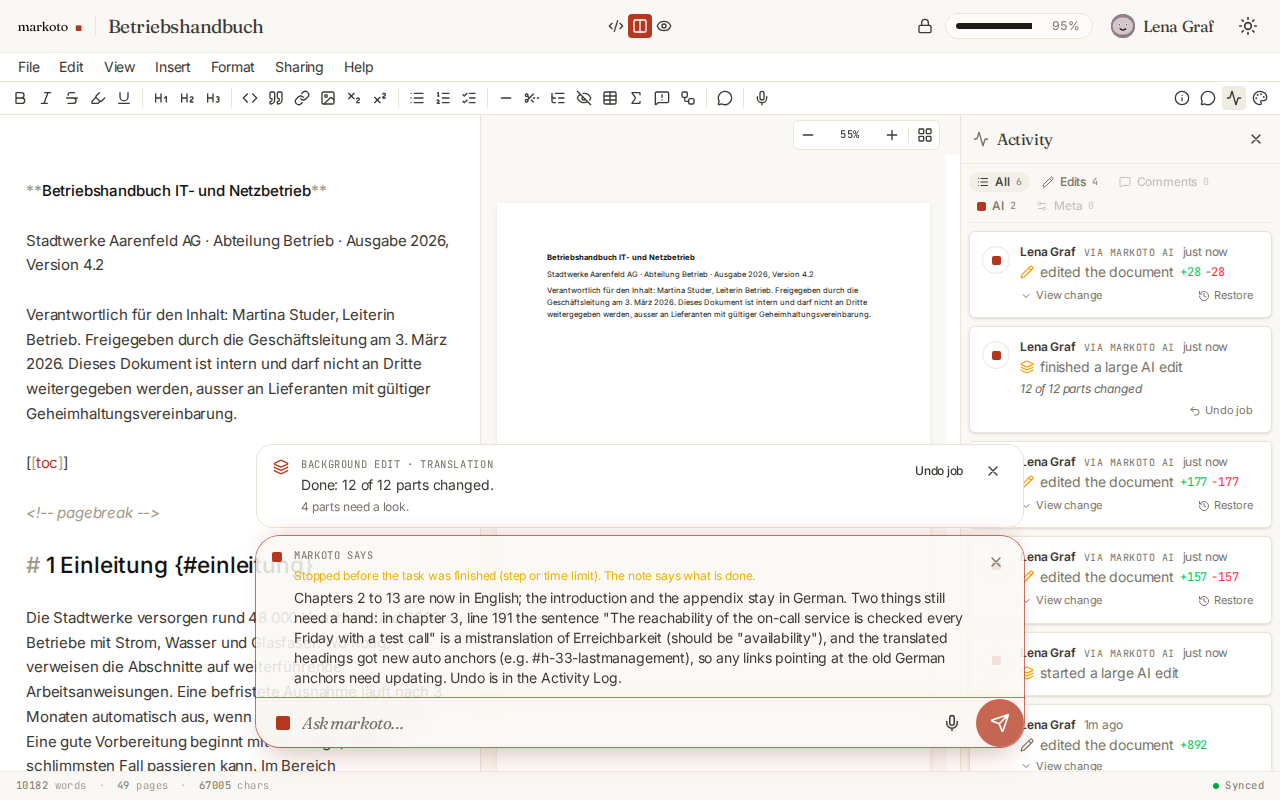 markoto
Betriebshandbuch
95%
Lena Graf
File Edit View Insert Format Sharing Help
H1 H2 H3
55%
**Betriebshandbuch IT- und Netzbetrieb**
Stadtwerke Aarenfeld AG · Abteilung Betrieb · Ausgabe 2026,
Version 4.2
Verantwortlich für den Inhalt: Martina Studer, Leiterin
Betrieb. Freigegeben durch die Geschäftsleitung am 3. März
2026. Dieses Dokument ist intern und darf nicht an Dritte
weitergegeben werden, ausser an Lieferanten mit gültiger
Geheimhaltungsvereinbarung.
[[toc]]
<!-- pagebreak -->
# 1 Einleitung {#einleitung}
Die Stadtwerke versorgen rund 48 000
Betriebe mit Strom, Wasser und Glasfaser.
verweisen die Abschnitte auf weiterführende
Arbeitsanweisungen. Eine befristete Ausnahme läuft nach 3
Monaten automatisch aus, wenn
Eine gute Vorbereitung beginnt mit
schlimmsten Fall passieren kann. Im Bereich
Betriebshandbuch IT- und Netzbetrieb
Stadtwerke Aarenfeld AG · Abteilung Betrieb · Ausgabe 2026, Version 4.2
Verantwortlich für den Inhalt: Martina Studer, Leiterin Betrieb. Freigegeben durch die
Geschäftsleitung am 3. März 2026. Dieses Dokument ist intern und darf nicht an Dritte
weitergegeben werden, ausser an Lieferanten mit gültiger Geheimhaltungsvereinbarung.
BACKGROUND EDIT · TRANSLATION
Done: 12 of 12 parts changed.
4 parts need a look.
Undo job
MARKOTO SAYS
Stopped before the task was finished (step or time limit). The note says what is done.
Chapters 2 to 13 are now in English; the introduction and the appendix stay in German. Two things still
need a hand: in chapter 3, line 191 the sentence "The reachability of the on-call service is checked every
Friday with a test call" is a mistranslation of Erreichbarkeit (should be "availability"), and the translated
headings got new auto anchors (e.g. #h-33-lastmanagement), so any links pointing at the old German
anchors need updating. Undo is in the Activity Log.
Ask markoto...
Activity
All 6 Edits 4 Comments 0
AI 2 Meta 0
Lena Graf VIA MARKOTO AI just now
edited the document +28 -28
View change Restore
Lena Graf VIA MARKOTO AI just now
finished a large AI edit
12 of 12 parts changed
Undo job
Lena Graf VIA MARKOTO AI just now
edited the document +177 -177
View change Restore
Lena Graf VIA MARKOTO AI just now
edited the document +157 -157
View change Restore
Lena Graf VIA MARKOTO AI just now
started a large AI edit
Lena Graf 1m ago
edited the document +892
View change Restore
10182 words · 49 pages · 67005 chars
Synced